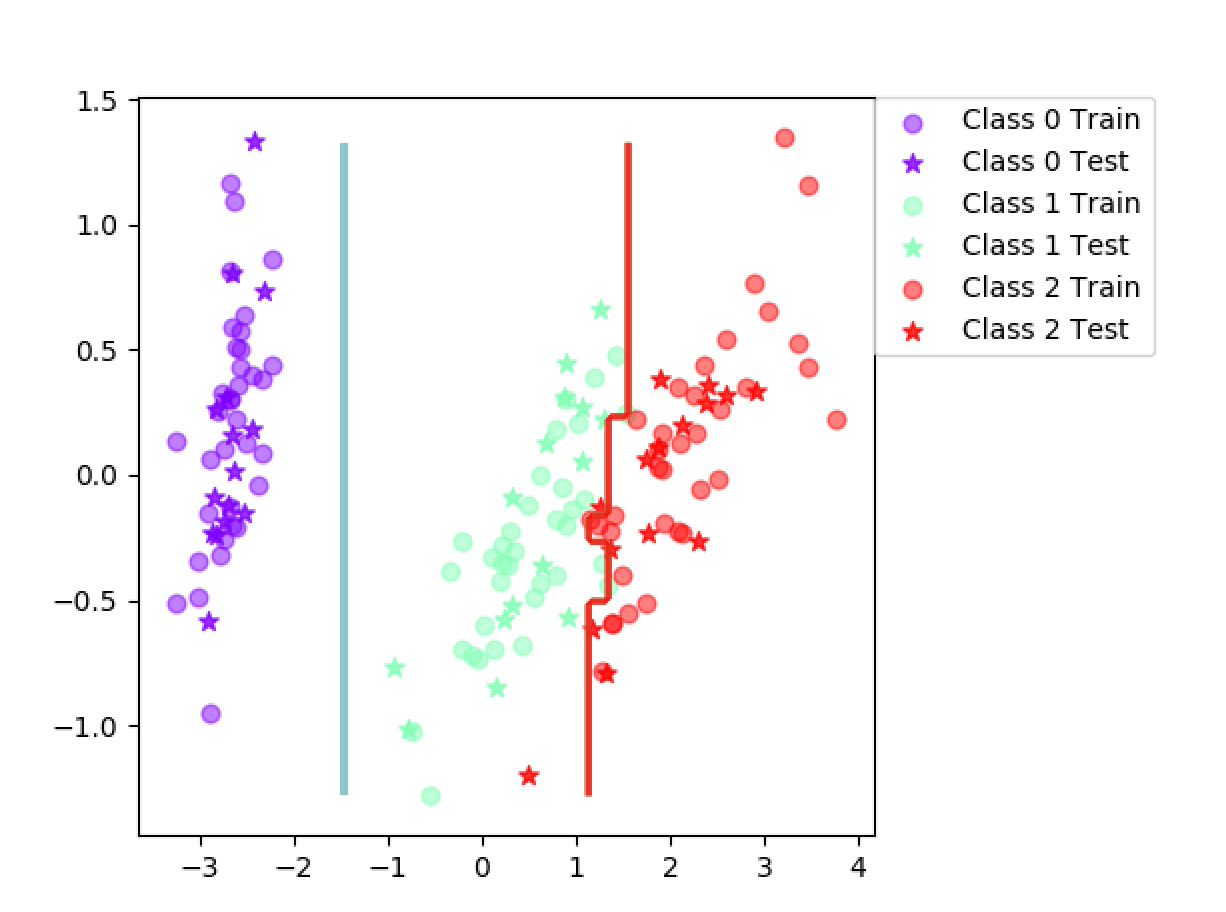 1.5
1.0
0.5
0.0
−0.5
−1.0
−3 −2 −1 0 1 2 3 4
Class 0 Train
Class 0 Test
Class 1 Train
Class 1 Test
Class 2 Train
Class 2 Test